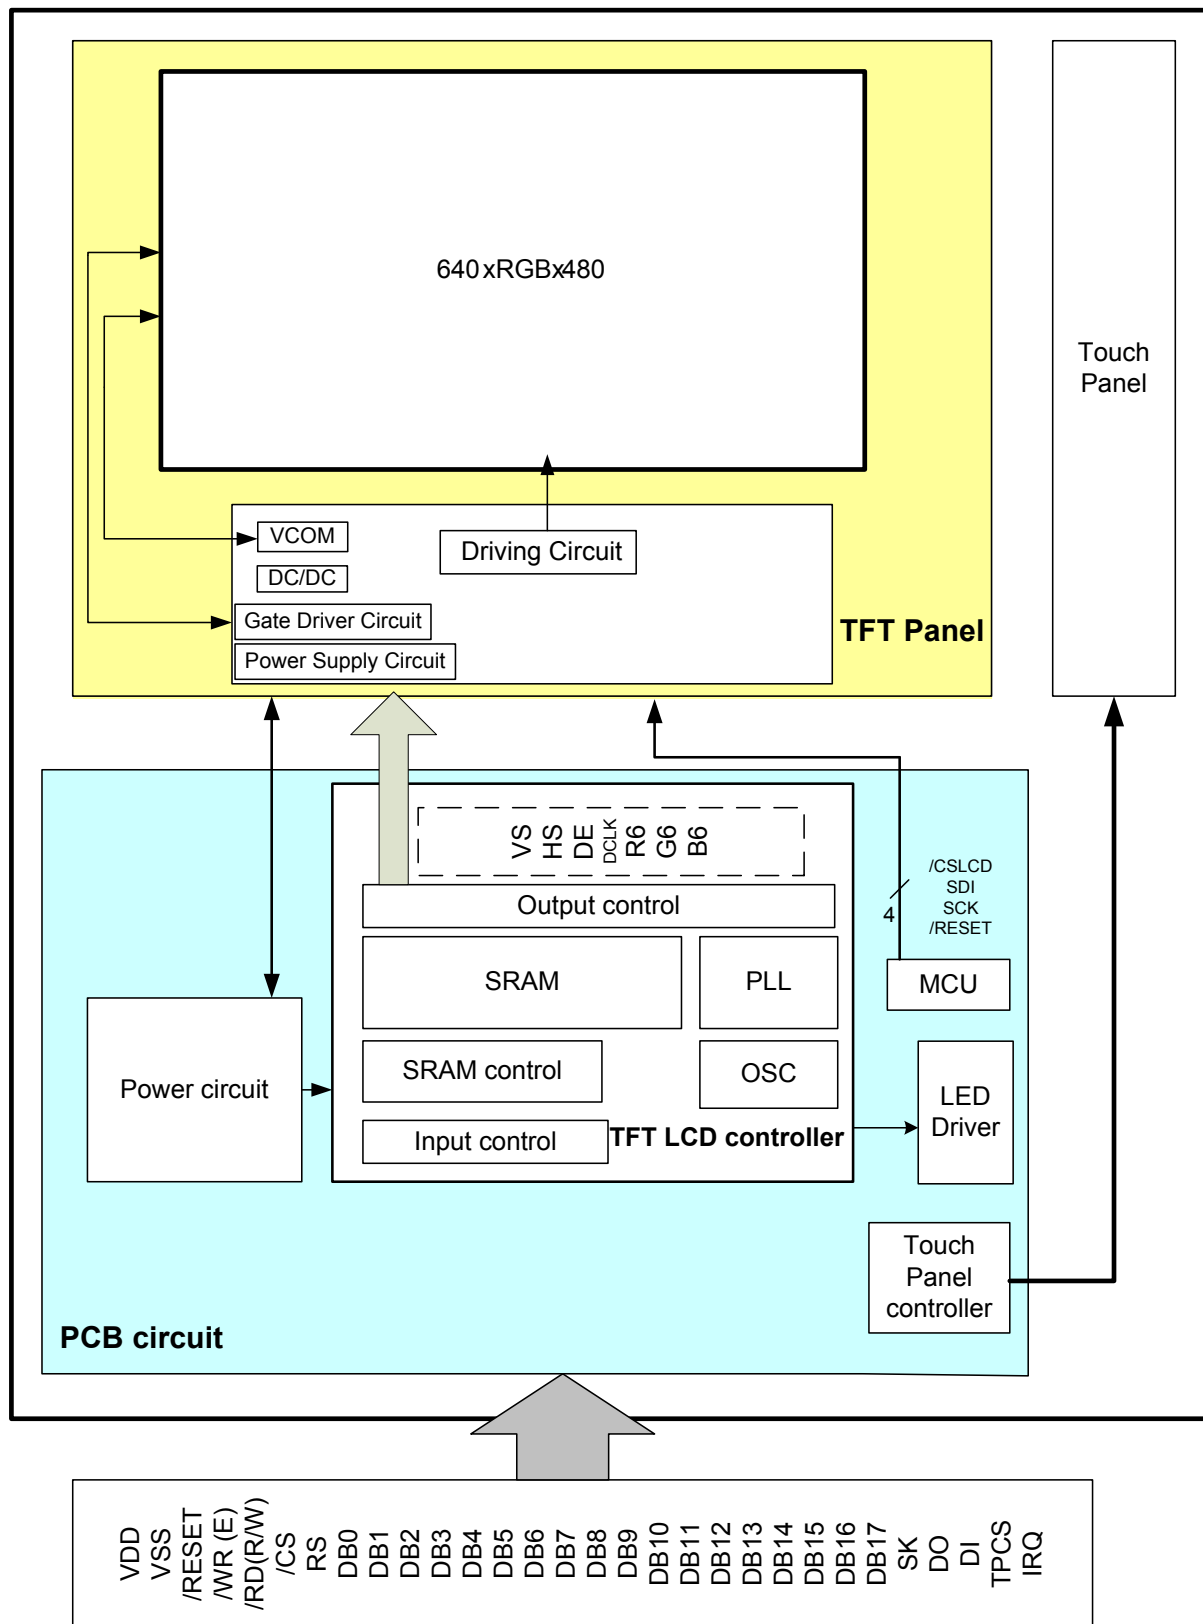 640xRGBx480
Touch
Panel
VCOM
Driving Circuit
DC/DC
Gate Driver Circuit
Power Supply Circuit
TFT Panel
VS
HS
DE
DCLK
R6
G6
B6
/CSLCD
SDI
SCK
/RESET
4
Output control
SRAM
PLL
MCU
SRAM control
OSC
Power circuit
LED
Driver
Input control
TFT LCD controller
Touch
Panel
controller
PCB circuit
VDD
VSS
/RESET
/WR (E)
/RD(R/W)
/CS
RS
DB0
DB1
DB2
DB3
DB4
DB5
DB6
DB7
DB8
DB9
DB10
DB11
DB12
DB13
DB14
DB15
DB16
DB17
SK
DO
DI
TPCS
IRQ